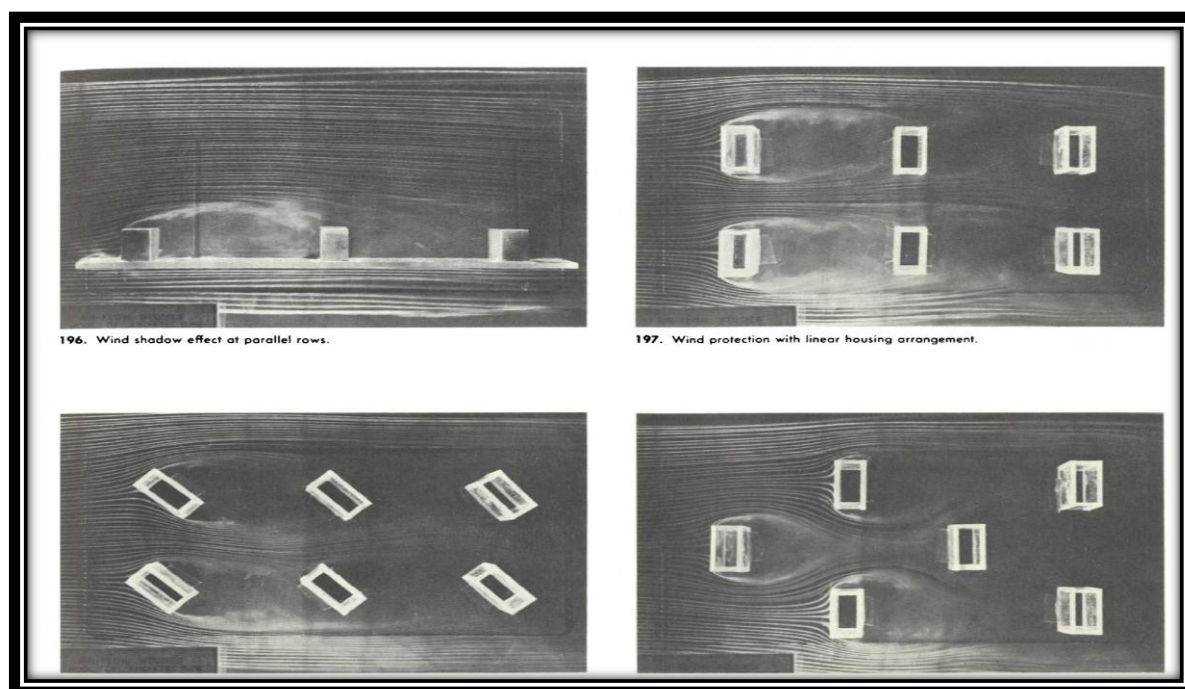 196. Wind shadow effect at parallel rows.
197. Wind protection with linear housing arrangement.